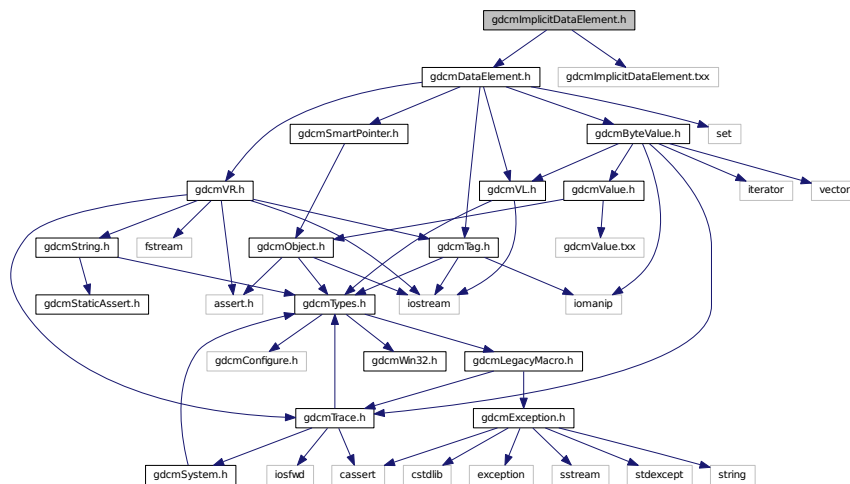 gdcmImplicitDataElement.h
gdcmDataElement.h
gdcmImplicitDataElement.txx
gdcmSmartPointer.h
gdcmByteValue.h
set
gdcmVR.h
gdcmVL.h
gdcmValue.h
iterator
vector
gdcmString.h
fstream
gdcmObject.h
gdcmTag.h
gdcmValue.txx
gdcmStaticAssert.h
assert.h
gdcmTypes.h
iostream
iomanip
gdcmConfigure.h
gdcmWin32.h
gdcmLegacyMacro.h
gdcmTrace.h
gdcmException.h
gdcmSystem.h
iosfwd
cassert
cstdlib
exception
sstream
stdexcept
string